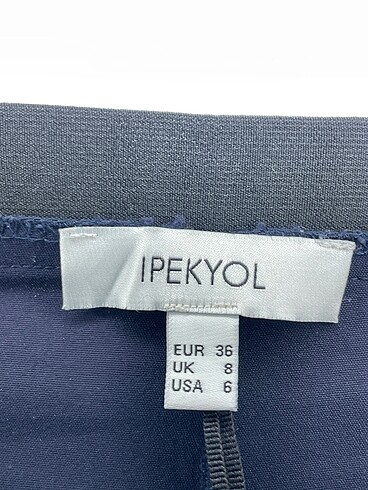 IPEKYOL
EUR 36
UK 8
USA 6